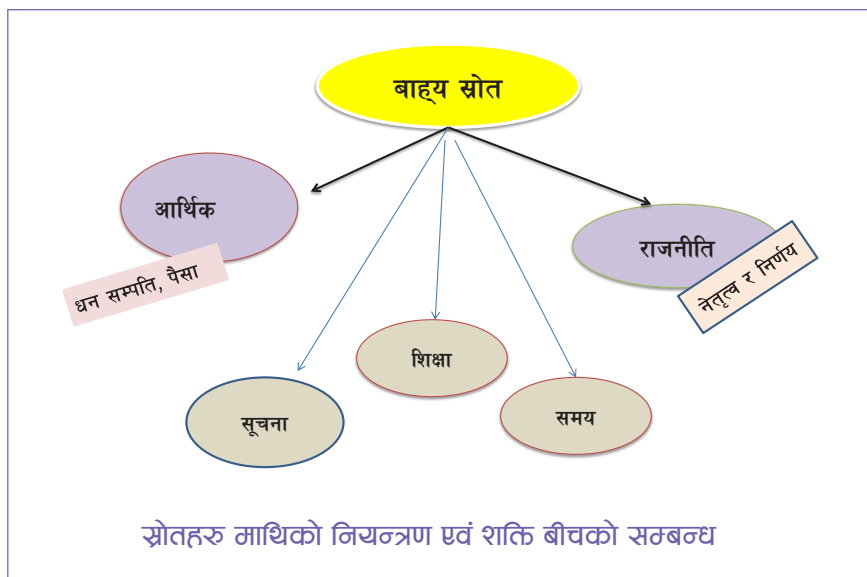 बाह्य स्रोत
आर्थिक
धन सम्पति, पैसा
राजनीति
नेतृत्व र निर्णय
शिक्षा
सूचना
समय
स्रोतहरु माथिको नियन्त्रण एवं शक्ति बीचको सम्बन्ध